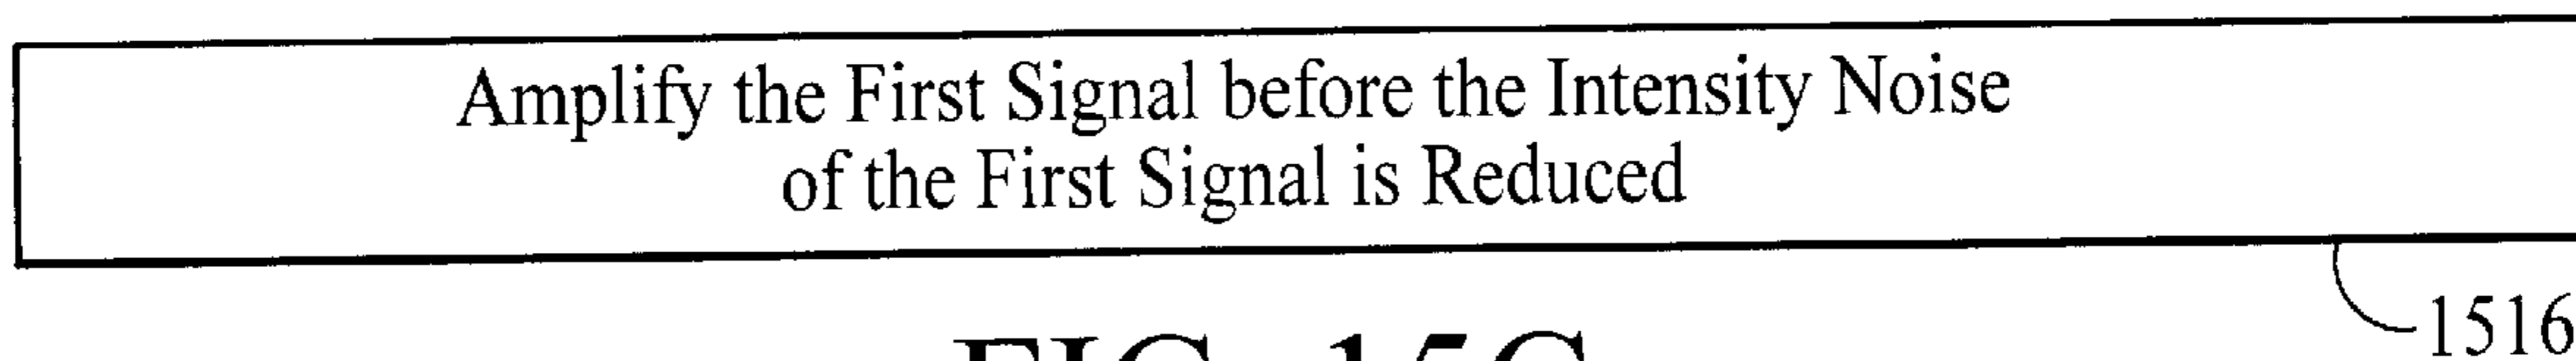 Amplify the First Signal before the Intensity Noise
of the First Signal is Reduced
1516